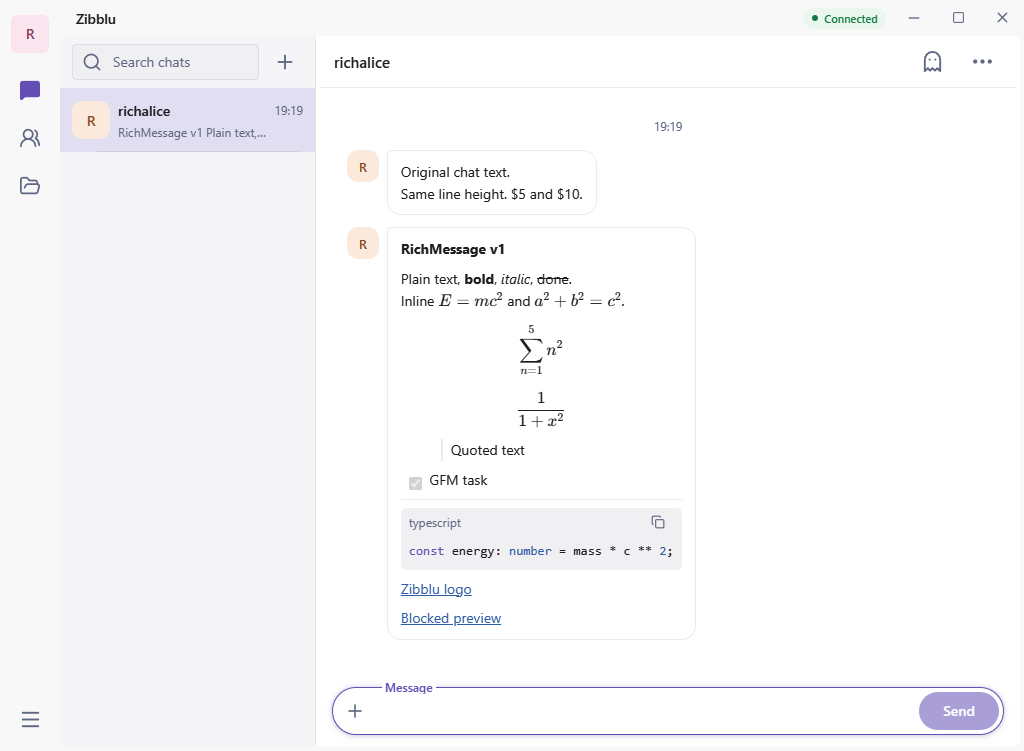 R
Zibblu
Connected
Search chats
R
richalice
19:19
RichMessage v1 Plain text,...
richalice
19:19
R
Original chat text.
Same line height. $5 and $10.
R
RichMessage v1
Plain text, bold, italic, done.
Inline E = mc² and a² + b² = c².
5
∑ n²
n=1
1
1 + x²
Quoted text
GFM task
typescript
const energy: number = mass * c ** 2;
Zibblu logo
Blocked preview
Message
Send